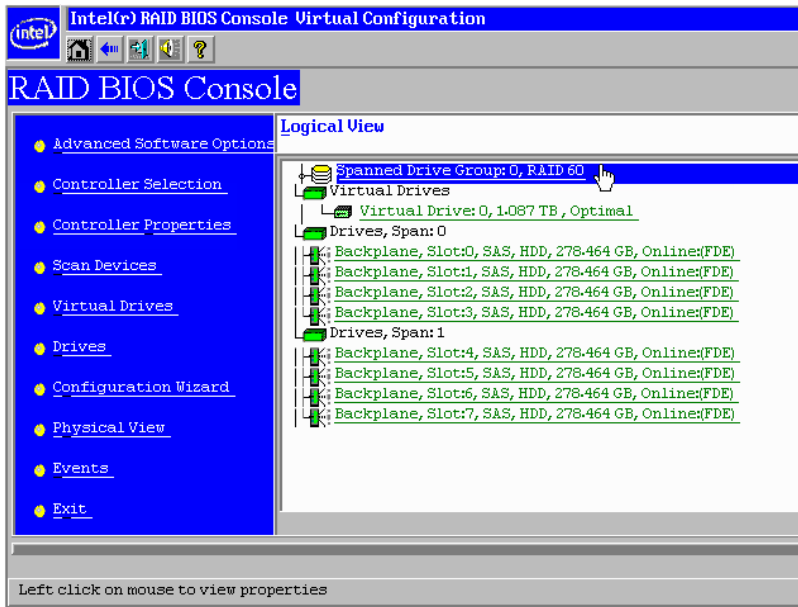 intel
Intel(r) RAID BIOS Console Virtual Configuration
?
RAID BIOS Console
Advanced Software Options
Controller Selection
Controller Properties
Scan Devices
Virtual Drives
Drives
Configuration Wizard
Physical View
Events
Exit
Logical View
Spanned Drive Group: 0, RAID 60
Virtual Drives
Virtual Drive: 0, 1.087 TB, Optimal
Drives, Span: 0
Backplane, Slot:0, SAS, HDD, 278.464 GB, Online:(FDE)
Backplane, Slot:1, SAS, HDD, 278.464 GB, Online:(FDE)
Backplane, Slot:2, SAS, HDD, 278.464 GB, Online:(FDE)
Backplane, Slot:3, SAS, HDD, 278.464 GB, Online:(FDE)
Drives, Span: 1
Backplane, Slot:4, SAS, HDD, 278.464 GB, Online:(FDE)
Backplane, Slot:5, SAS, HDD, 278.464 GB, Online:(FDE)
Backplane, Slot:6, SAS, HDD, 278.464 GB, Online:(FDE)
Backplane, Slot:7, SAS, HDD, 278.464 GB, Online:(FDE)
Left click on mouse to view properties